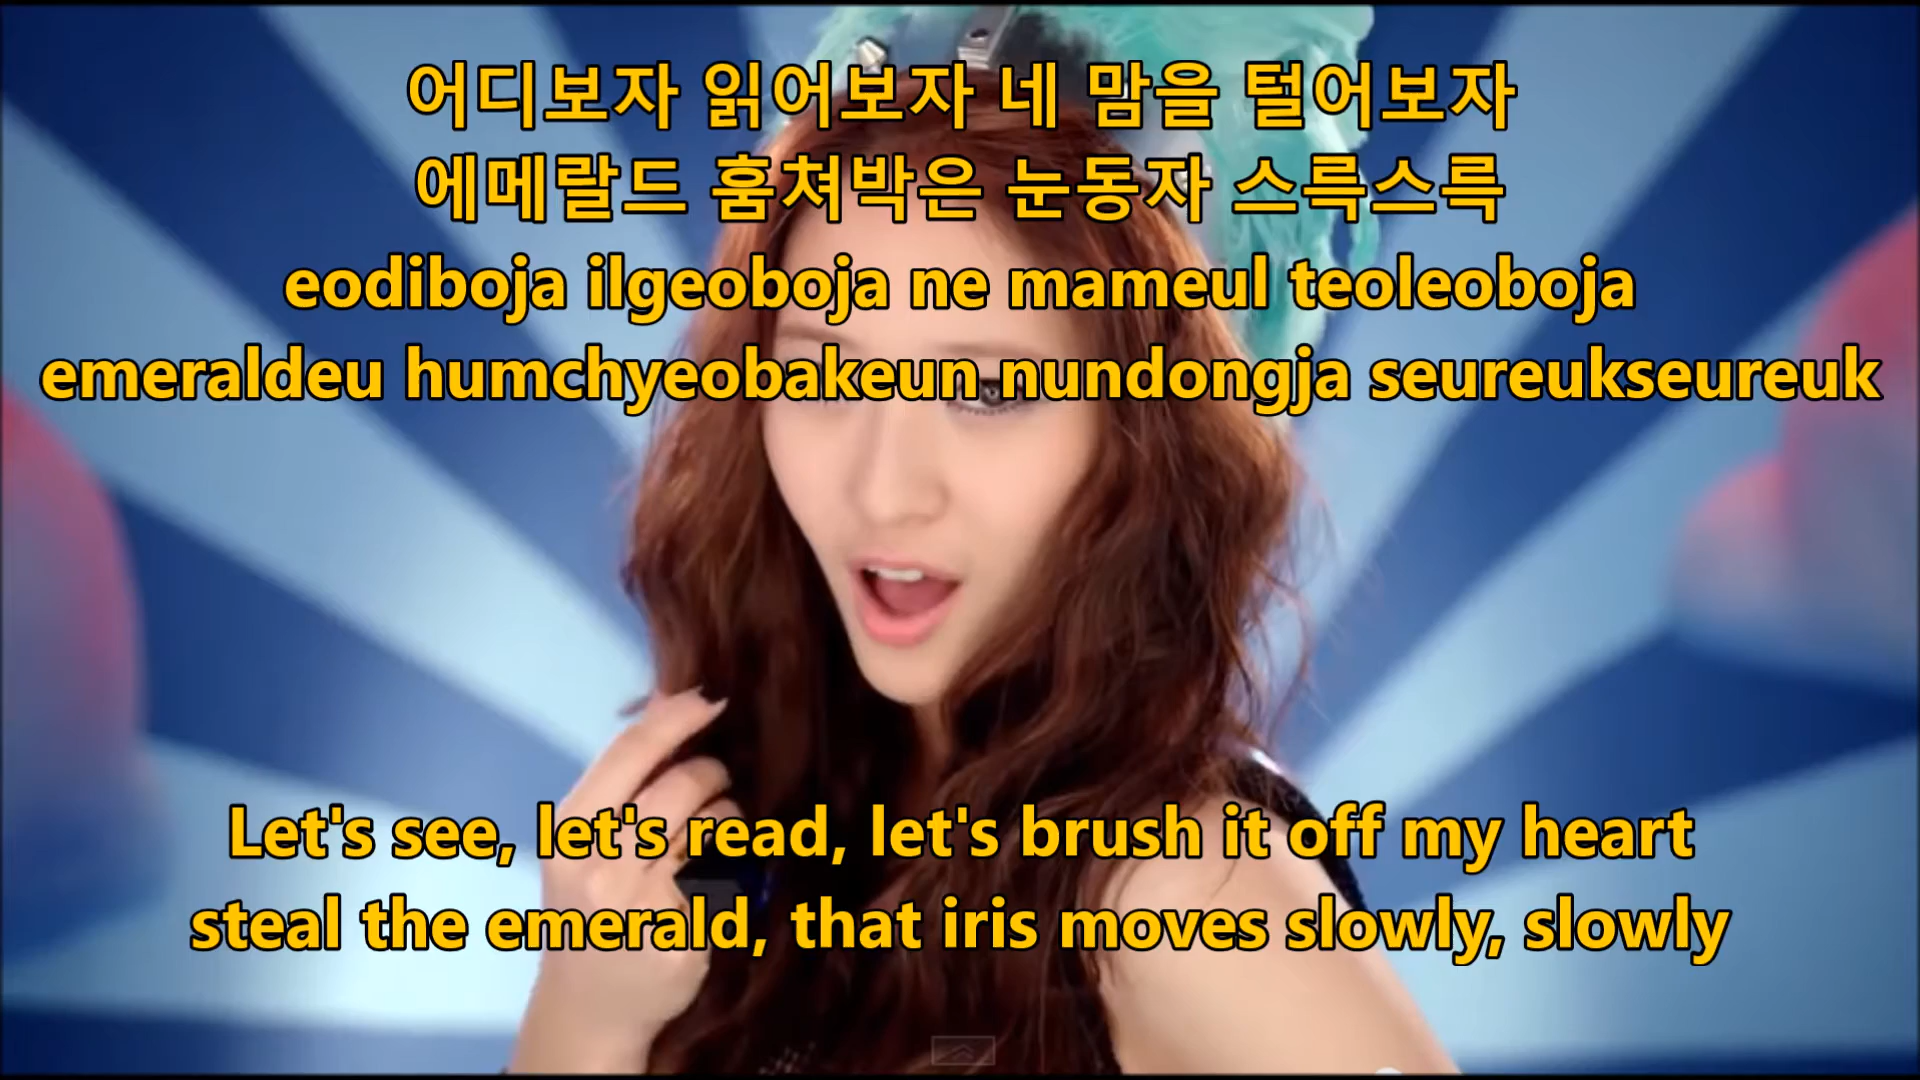 어디보자 읽어보자 네 맘을 털어보자
에메랄드 훔쳐박은 눈동자 스륵스륵
eodiboja ilgeoboja ne mameul teoleoboja
emeraldeu humchyeobakeun nundongja seureukseureuk
Let's see, let's read, let's brush it off my heart
steal the emerald, that iris moves slowly, slowly